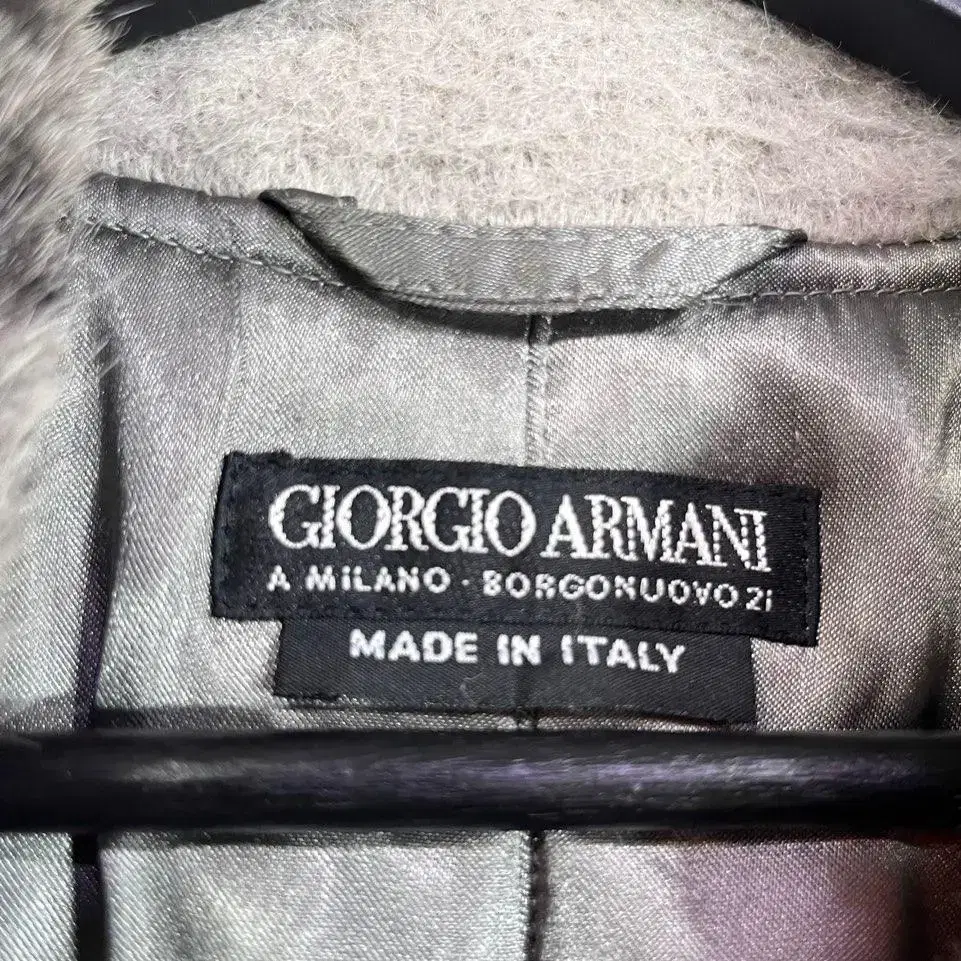 GIORGIO ARMANI
A MILANO · BORGONUOVO 21
MADE IN ITALY